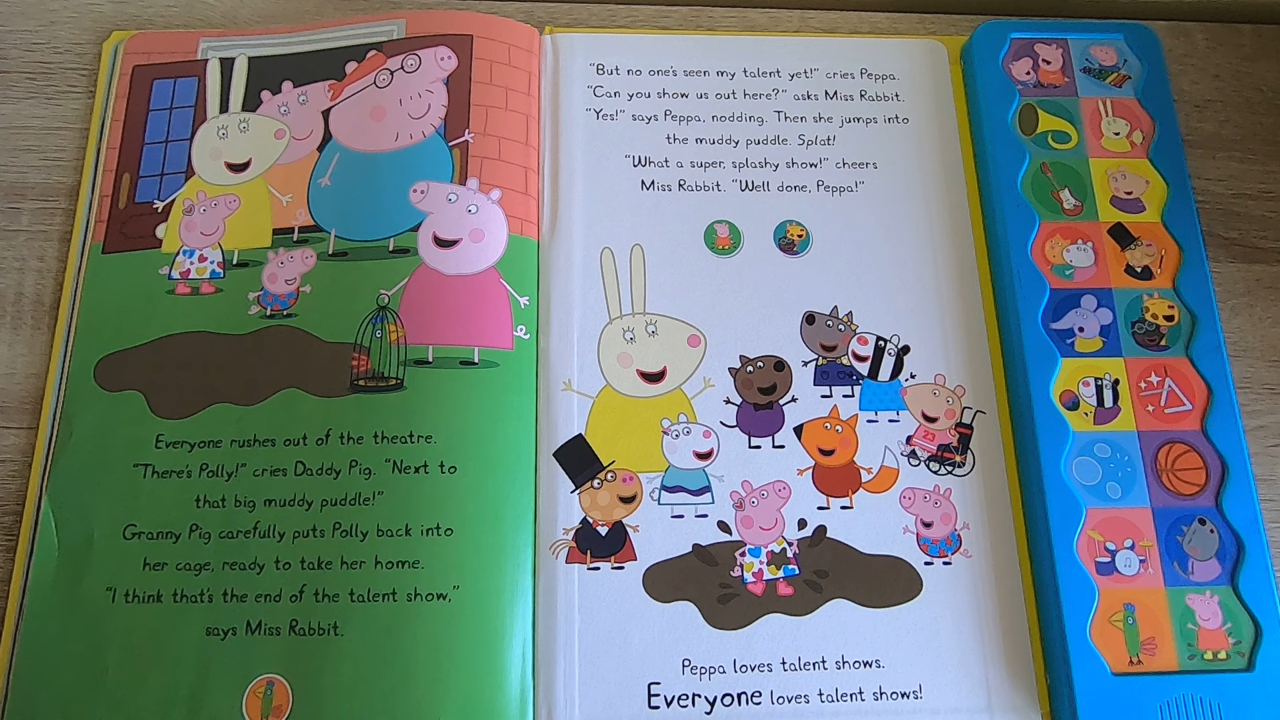 Everyone rushes out of the theatre.
"There's Polly!" cries Daddy Pig. "Next to
that big muddy puddle!"
Granny Pig carefully puts Polly back into
her cage, ready to take her home.
"I think that's the end of the talent show,"
says Miss Rabbit.
"But no one's seen my talent yet!" cries Peppa.
"Can you show us out here?" asks Miss Rabbit.
"Yes!" says Peppa, nodding. Then she jumps into
the muddy puddle. Splat!
"What a super, splashy show!" cheers
Miss Rabbit. "Well done, Peppa!"
23
Peppa loves talent shows.
Everyone loves talent shows!